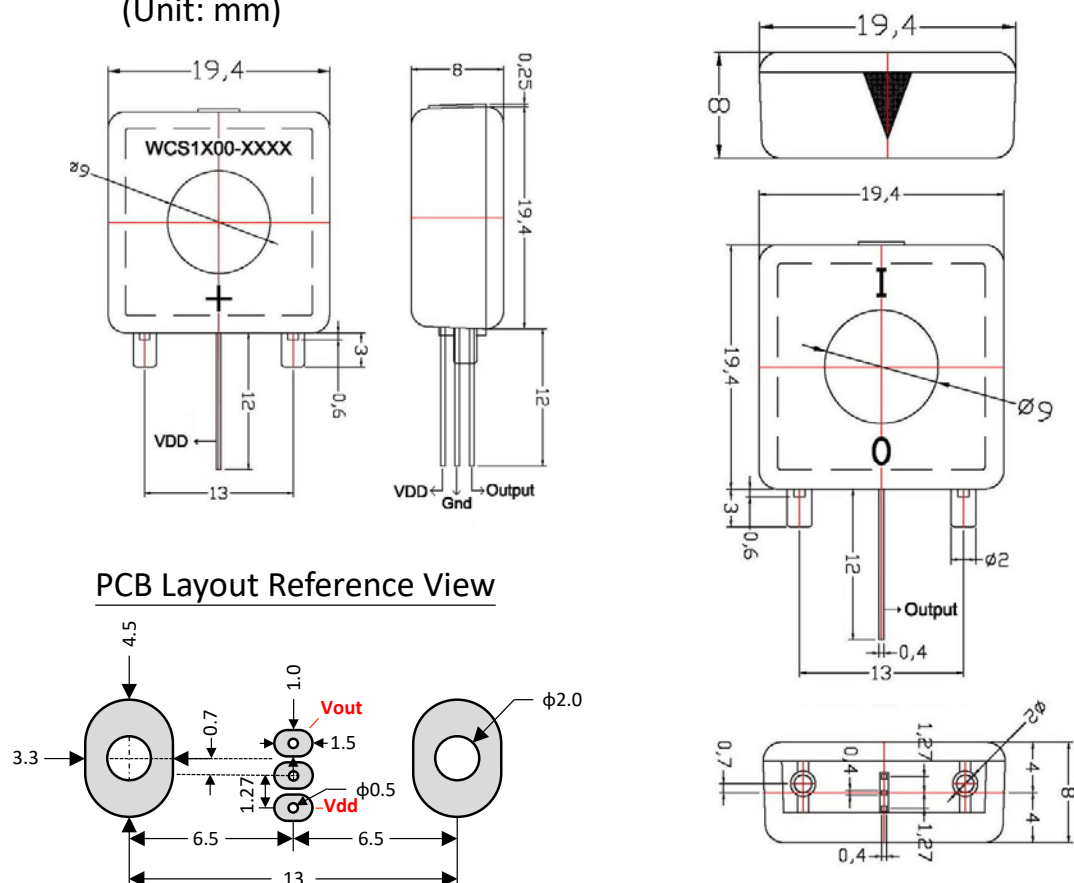 (Unit: mm)
19,4
8
0,25
WCS1X00-XXXX
ø9
19,4
+
3
0,6
12
12
VDD
13
VDD
Gnd
Output
19,4
8
19,4
I
19,4
ø9
O
3
0,6
12
ø2
Output
0,4
13
PCB Layout Reference View
4.5
1.0
Vout
ϕ2.0
0.7
3.3
1.5
1.27
ϕ0.5
Vdd
6.5
6.5
13
0,7
0,4
1,27
ø2
4
8
4
1,27
0,4